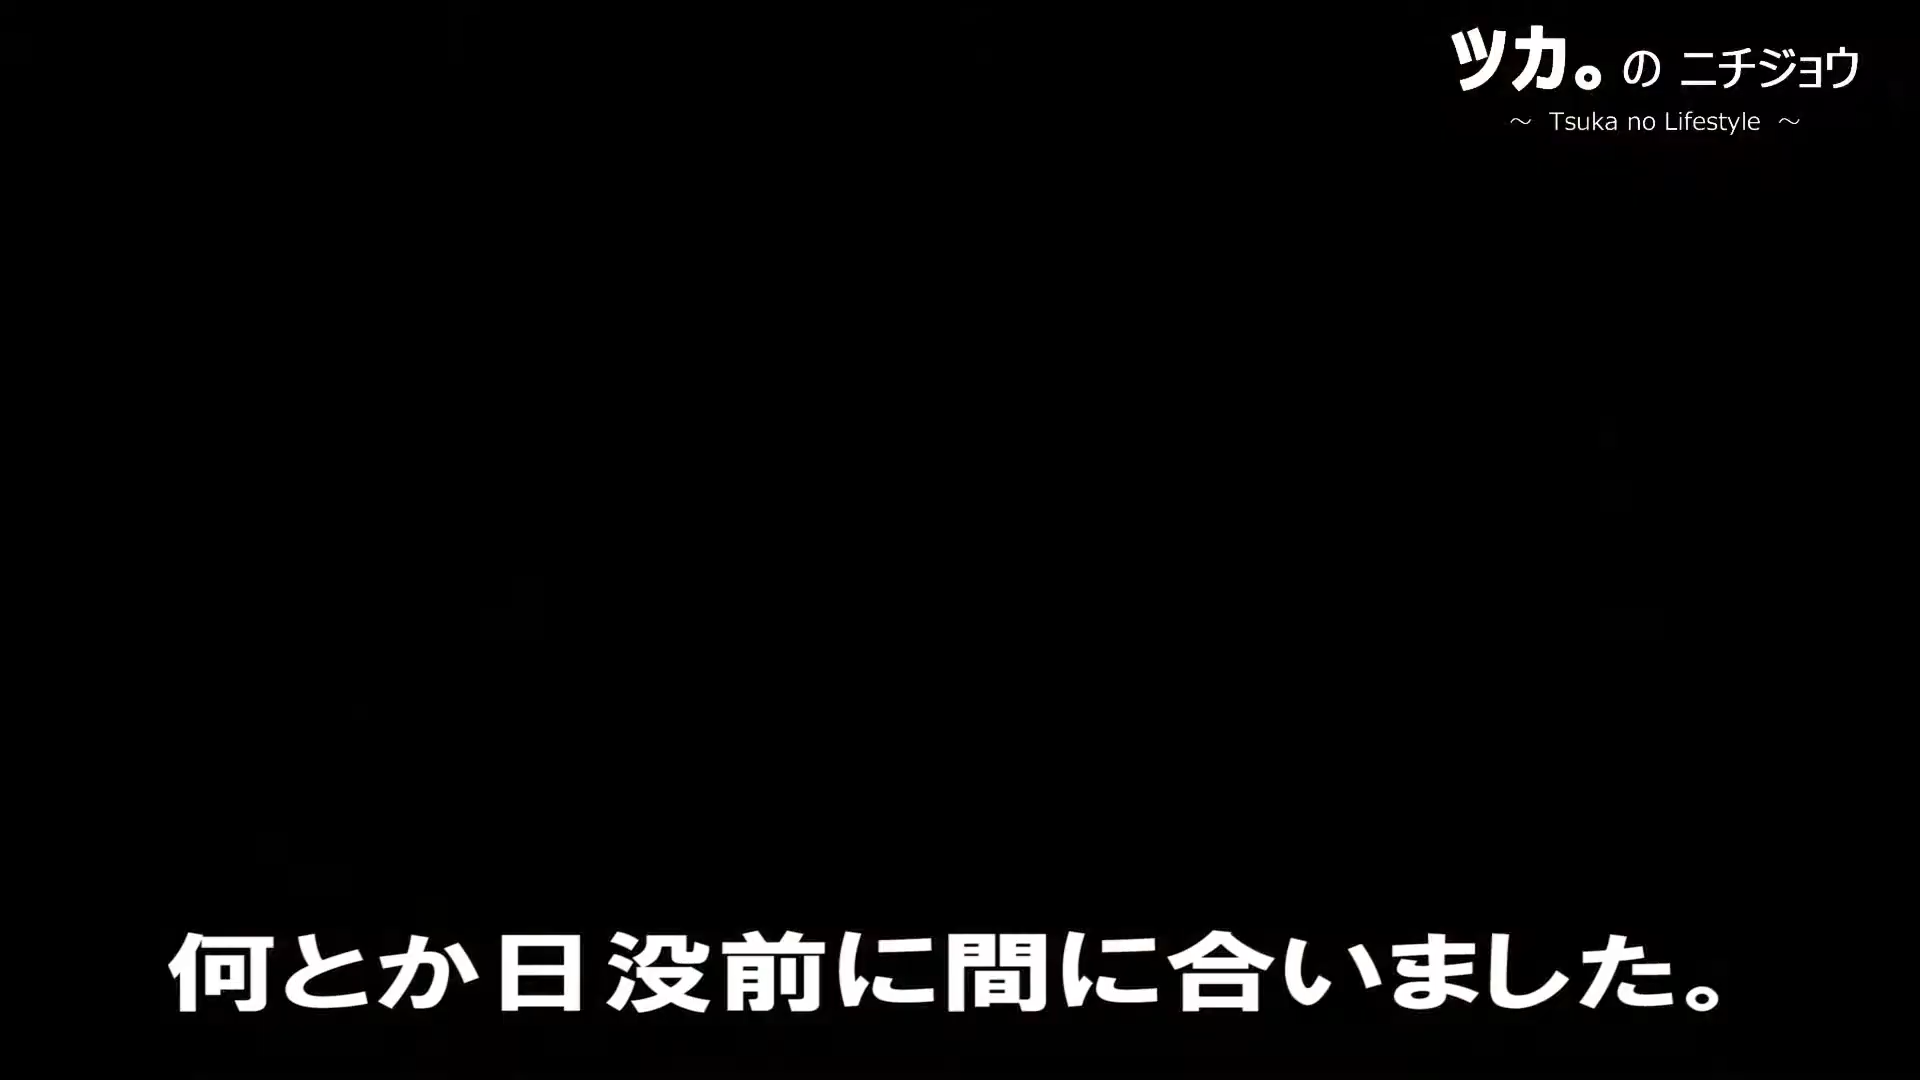 ツカ。の ニチジョウ
～ Tsuka no Lifestyle ～
何とか日没前に間に合いました。